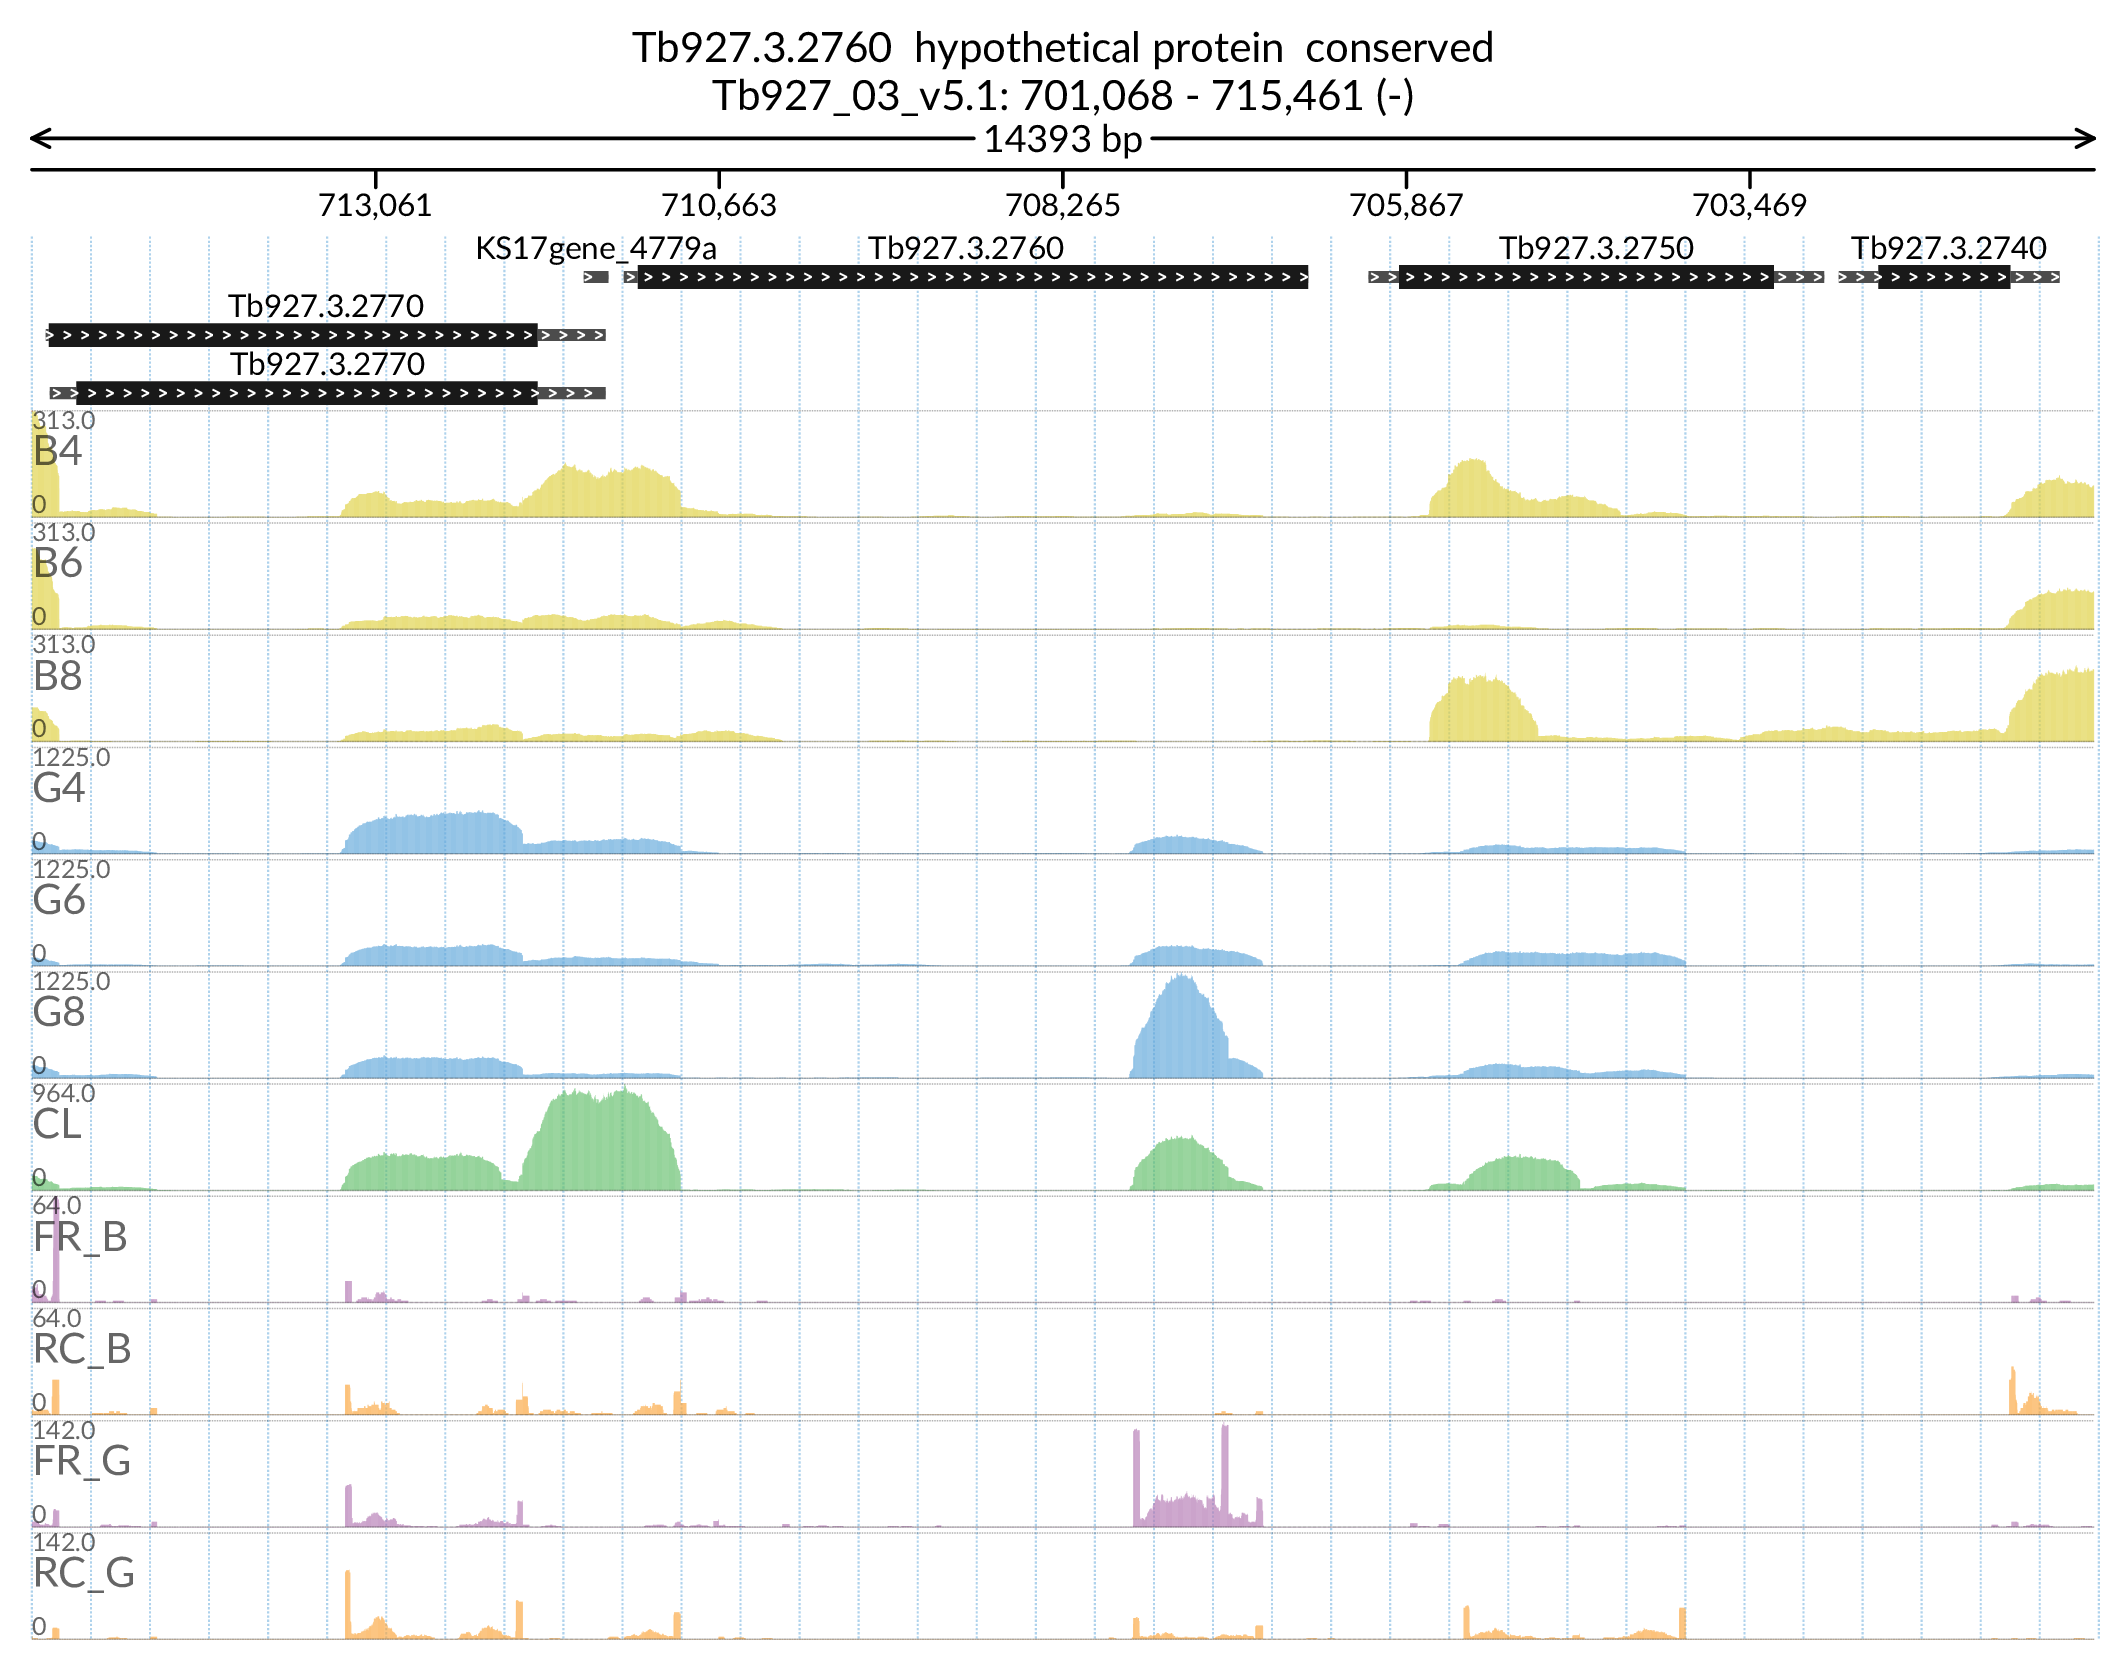 Tb927.3.2760  hypothetical protein  conserved
Tb927_03_v5.1: 701,068 - 715,461 (-)
14393 bp
713,061 710,663 708,265 705,867 703,469
KS17gene_4779a Tb927.3.2760 Tb927.3.2750 Tb927.3.2740
Tb927.3.2770
Tb927.3.2770
313.0
B4
0
313.0
B6
0
313.0
B8
0
1225.0
G4
0
1225.0
G6
0
1225.0
G8
0
964.0
CL
0
64.0
FR_B
0
64.0
RC_B
0
142.0
FR_G
0
142.0
RC_G
0